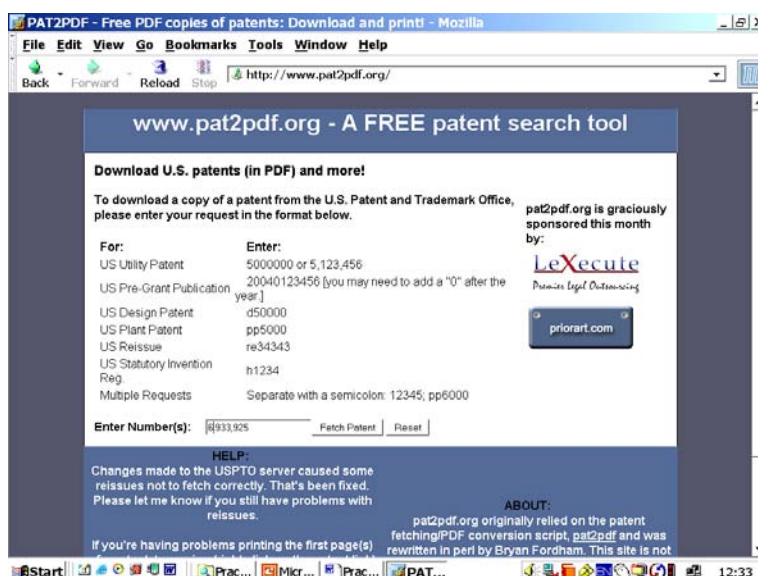 PAT2PDF - Free PDF copies of patents: Download and print! - Mozilla
File Edit View Go Bookmarks Tools Window Help
Back Forward Reload Stop http://www.pat2pdf.org/
www.pat2pdf.org - A FREE patent search tool
Download U.S. patents (in PDF) and more!
To download a copy of a patent from the U.S. Patent and Trademark Office,
please enter your request in the format below.
For: Enter:
US Utility Patent 5000000 or 5,123,456
US Pre-Grant Publication 20040123456 [you may need to add a "0" after the
year.]
US Design Patent d50000
US Plant Patent pp5000
US Reissue re34343
US Statutory Invention
Reg. h1234
Multiple Requests Separate with a semicolon: 12345; pp6000
Enter Number(s): 6,933,925 Fetch Patent Reset
pat2pdf.org is graciously
sponsored this month
by:
LeXecute
Premier Legal Outsourcing
priorart.com
HELP:
Changes made to the USPTO server caused some
reissues not to fetch correctly. That's been fixed.
Please let me know if you still have problems with
reissues.
If you're having problems printing the first page(s)
ABOUT:
pat2pdf.org originally relied on the patent
fetching/PDF conversion script, pat2pdf and was
rewritten in perl by Bryan Fordham. This site is not
Start Prac... Micr... Prac... PAT... 12:33